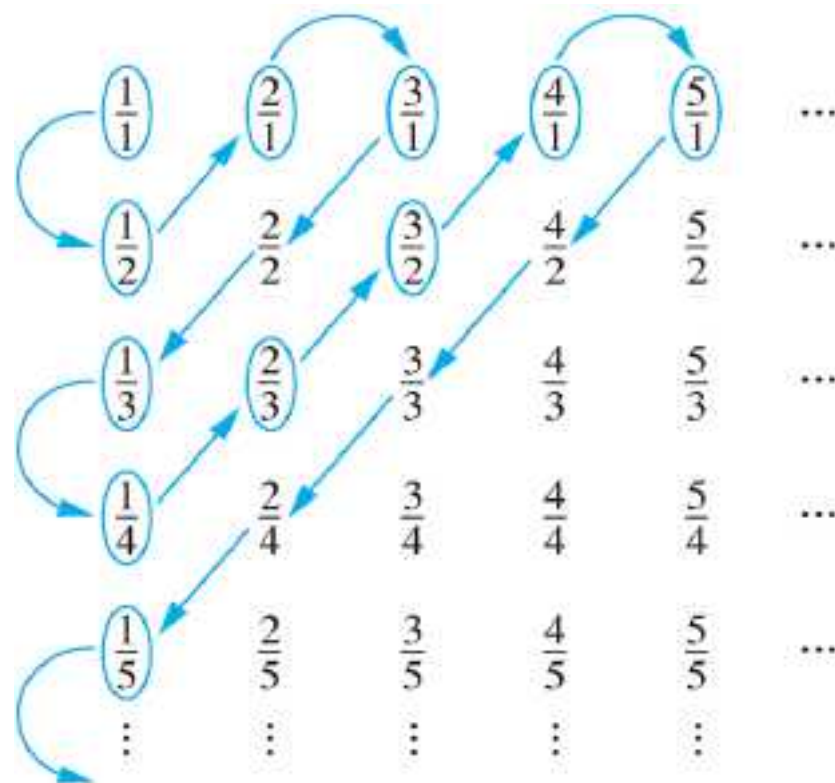 1/1 2/1 3/1 4/1 5/1 ...
1/2 2/2 3/2 4/2 5/2 ...
1/3 2/3 3/3 4/3 5/3
1/4 2/4 3/4 4/4 5/4 ...
1/5 2/5 3/5 4/5 5/5 ...
⋮ ⋮ ⋮ ⋮ ⋮